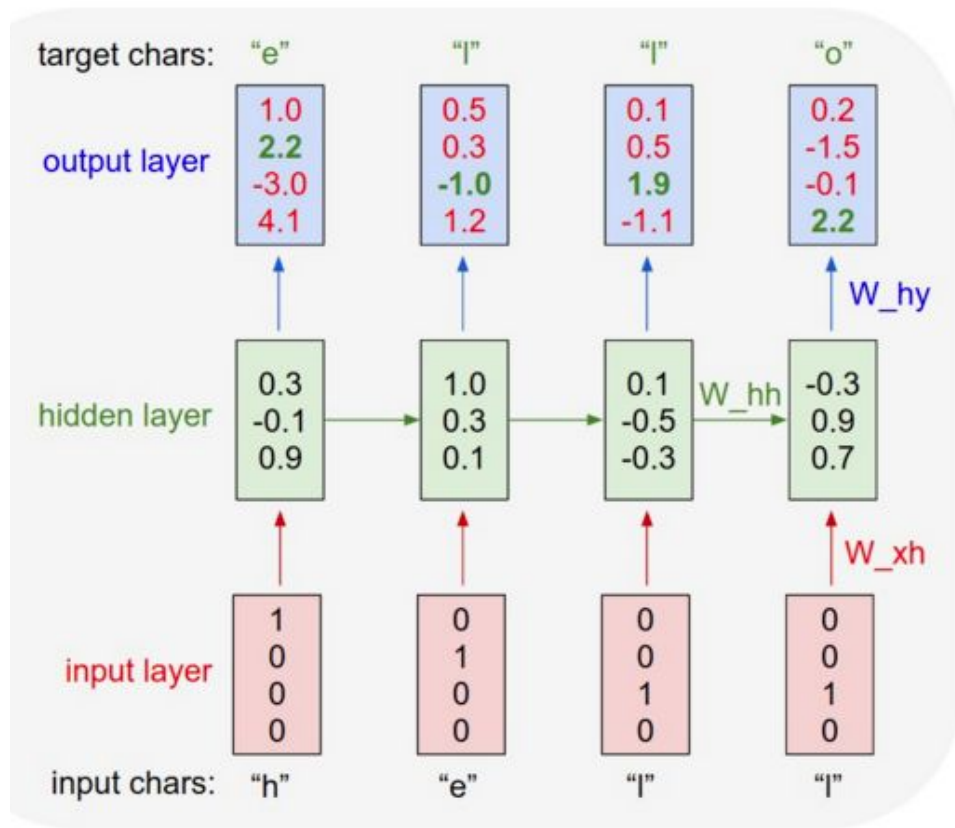 target chars: “e” “l” “l” “o”
1.0 0.5 0.1 0.2
2.2 0.3 0.5 -1.5
output layer
-3.0 -1.0 1.9 -0.1
4.1 1.2 -1.1 2.2
W_hy
0.3 1.0 0.1 -0.3
W_hh
hidden layer -0.1 0.3 -0.5 0.9
0.9 0.1 -0.3 0.7
W_xh
1 0 0 0
0 1 0 0
input layer
0 0 1 1
0 0 0 0
input chars: “h” “e” “l” “l”